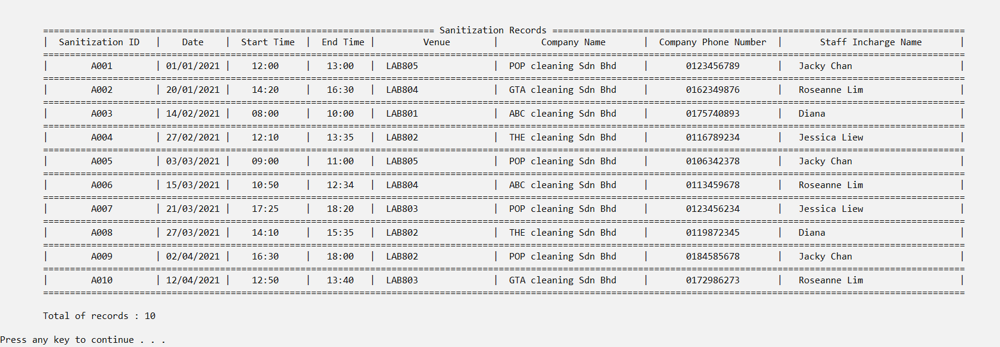 ========================================================================= Sanitization Records =============================================================================
|  Sanitization ID   |    Date    |  Start Time  |  End Time |         Venue        |        Company Name       |  Company Phone Number  |       Staff Incharge Name       |
============================================================================================================================================================================
|        A001        | 01/01/2021 |    12:00     |   13:00   |  LAB805              |  POP cleaning Sdn Bhd     |       0123456789       |   Jacky Chan                    |
============================================================================================================================================================================
|        A002        | 20/01/2021 |    14:20     |   16:30   |  LAB804              |  GTA cleaning Sdn Bhd     |       0162349876       |   Roseanne Lim                  |
============================================================================================================================================================================
|        A003        | 14/02/2021 |    08:00     |   10:00   |  LAB801              |  ABC cleaning Sdn Bhd     |       0175740893       |   Diana                         |
============================================================================================================================================================================
|        A004        | 27/02/2021 |    12:10     |   13:35   |  LAB802              |  THE cleaning Sdn Bhd     |       0116789234       |   Jessica Liew                  |
============================================================================================================================================================================
|        A005        | 03/03/2021 |    09:00     |   11:00   |  LAB805              |  POP cleaning Sdn Bhd     |       0106342378       |   Jacky Chan                    |
============================================================================================================================================================================
|        A006        | 15/03/2021 |    10:50     |   12:34   |  LAB804              |  ABC cleaning Sdn Bhd     |       0113459678       |   Roseanne Lim                  |
============================================================================================================================================================================
|        A007        | 21/03/2021 |    17:25     |   18:20   |  LAB803              |  POP cleaning Sdn Bhd     |       0123456234       |   Jessica Liew                  |
============================================================================================================================================================================
|        A008        | 27/03/2021 |    14:10     |   15:35   |  LAB802              |  THE cleaning Sdn Bhd     |       0119872345       |   Diana                         |
============================================================================================================================================================================
|        A009        | 02/04/2021 |    16:30     |   18:00   |  LAB802              |  POP cleaning Sdn Bhd     |       0184585678       |   Jacky Chan                    |
============================================================================================================================================================================
|        A010        | 12/04/2021 |    12:50     |   13:40   |  LAB803              |  GTA cleaning Sdn Bhd     |       0172986273       |   Roseanne Lim                  |
============================================================================================================================================================================
Total of records : 10
Press any key to continue . . .